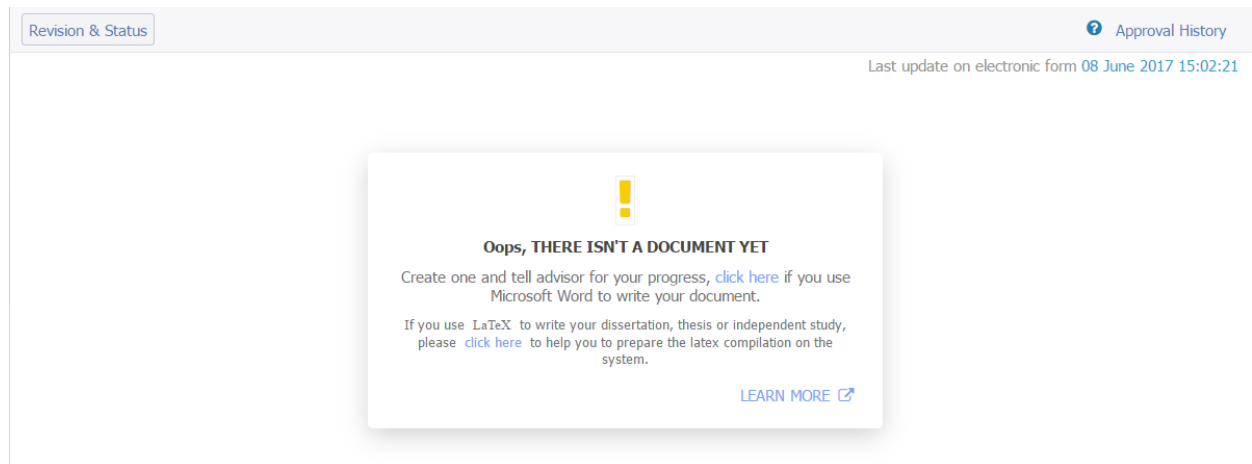 Revision & Status
Approval History
Last update on electronic form 08 June 2017 15:02:21
Oops, THERE ISN'T A DOCUMENT YET
Create one and tell advisor for your progress, click here if you use
Microsoft Word to write your document.
If you use LaTeX to write your dissertation, thesis or independent study,
please click here to help you to prepare the latex compilation on the
system.
LEARN MORE